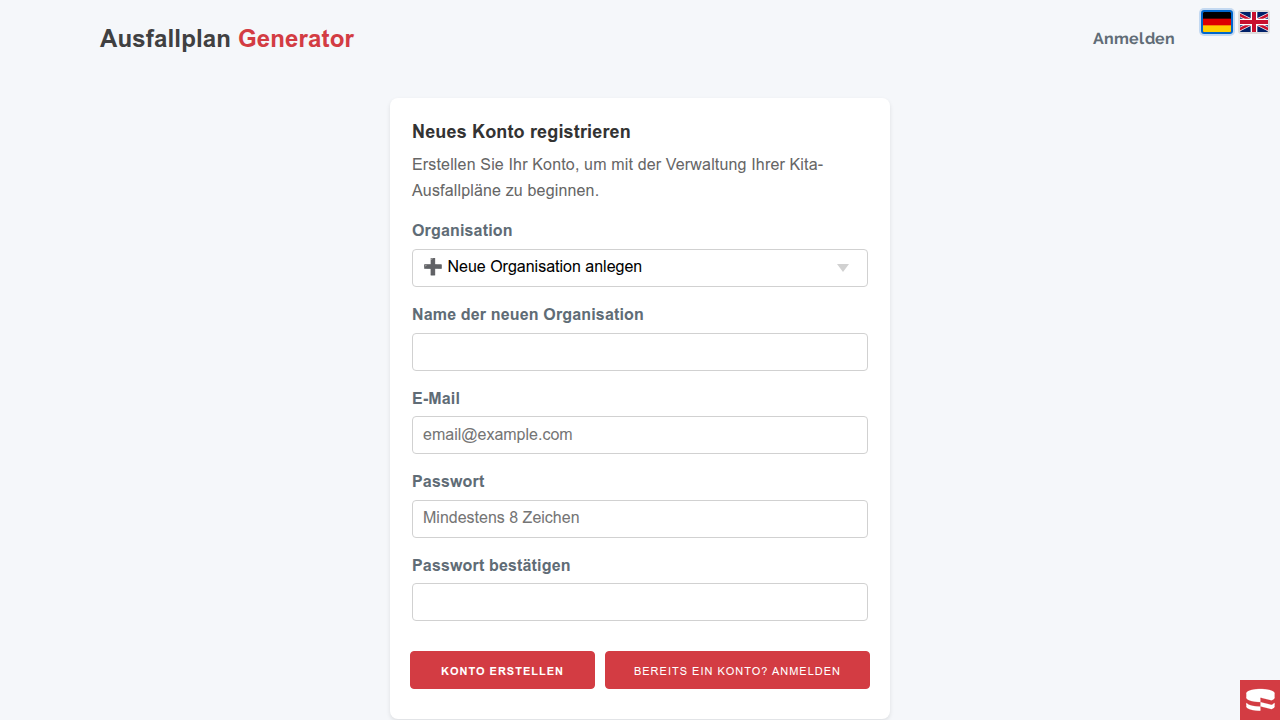 Ausfallplan Generator
Anmelden
Neues Konto registrieren
Erstellen Sie Ihr Konto, um mit der Verwaltung Ihrer Kita-
Ausfallpläne zu beginnen.
Organisation
➕ Neue Organisation anlegen
Name der neuen Organisation
E-Mail
email@example.com
Passwort
Mindestens 8 Zeichen
Passwort bestätigen
KONTO ERSTELLEN
BEREITS EIN KONTO? ANMELDEN